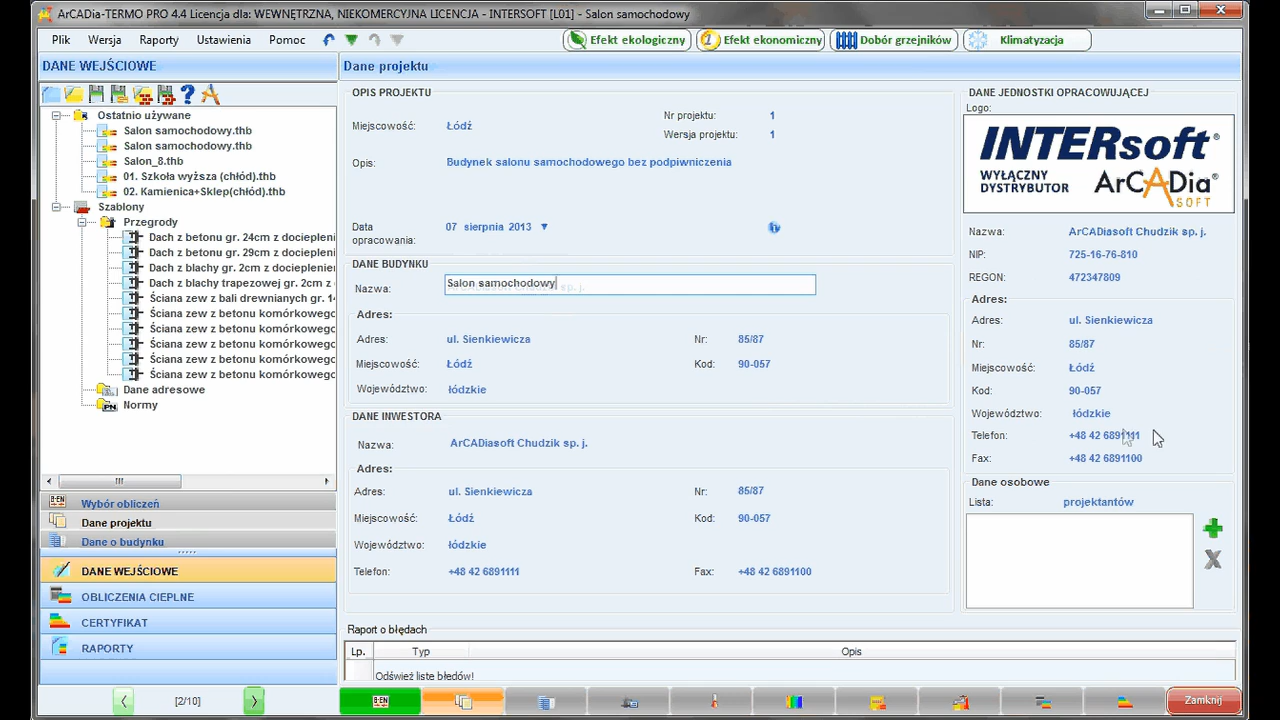 ArCADia-TERMO PRO 4.4 Licencja dla: WEWNĘTRZNA, NIEKOMERCYJNA LICENCJA - INTERSOFT [L01] - Salon samochodowy
Plik Wersja Raporty Ustawienia Pomoc Efekt ekologiczny Efekt ekonomiczny Dobór grzejników Klimatyzacja
DANE WEJŚCIOWE
Ostatnio używane
Salon samochodowy.thb
Salon samochodowy.thb
Salon_8.thb
01. Szkoła wyższa (chłód).thb
02. Kamienica+Sklep(chłód).thb
Szablony
Przegrody
Dach z betonu gr. 24cm z dociepleni
Dach z betonu gr. 29cm z dociepleni
Dach z blachy gr. 2cm z dociepleniem
Dach z blachy trapezowej gr. 2cm z
Ściana zew z bali drewnianych gr. 14
Ściana zew z betonu komórkowego
Ściana zew z betonu komórkowego
Ściana zew z betonu komórkowego
Ściana zew z betonu komórkowego
Ściana zew z betonu komórkowego
Dane adresowe
Normy
Wybór obliczeń
Dane projektu
Dane o budynku
DANE WEJŚCIOWE
OBLICZENIA CIEPLNE
CERTYFIKAT
RAPORTY
[2/10]
Dane projektu
OPIS PROJEKTU
Miejscowość: Łódź
Nr projektu: 1
Wersja projektu: 1
Opis: Budynek salonu samochodowego bez podpiwniczenia
Data
opracowania: 07 sierpnia 2013
DANE BUDYNKU
Nazwa: Salon samochodowy
Adres:
Adres: ul. Sienkiewicza Nr: 85/87
Miejscowość: Łódź Kod: 90-057
Województwo: łódzkie
DANE INWESTORA
Nazwa: ArCADiasoft Chudzik sp. j.
Adres:
Adres: ul. Sienkiewicza Nr: 85/87
Miejscowość: Łódź Kod: 90-057
Województwo: łódzkie
Telefon: +48 42 6891111 Fax: +48 42 6891100
DANE JEDNOSTKI OPRACOWUJĄCEJ
Logo:
INTERsoft®
WYŁĄCZNY
DYSTRYBUTOR
ArCADia®
SOFT
Nazwa: ArCADiasoft Chudzik sp. j.
NIP: 725-16-76-810
REGON: 472347809
Adres:
Adres: ul. Sienkiewicza
Nr: 85/87
Miejscowość: Łódź
Kod: 90-057
Województwo: łódzkie
Telefon: +48 42 6891111
Fax: +48 42 6891100
Dane osobowe
Lista: projektantów
Raport o błędach
Lp. Typ Opis
Odśwież liste błedów!
Zamknij